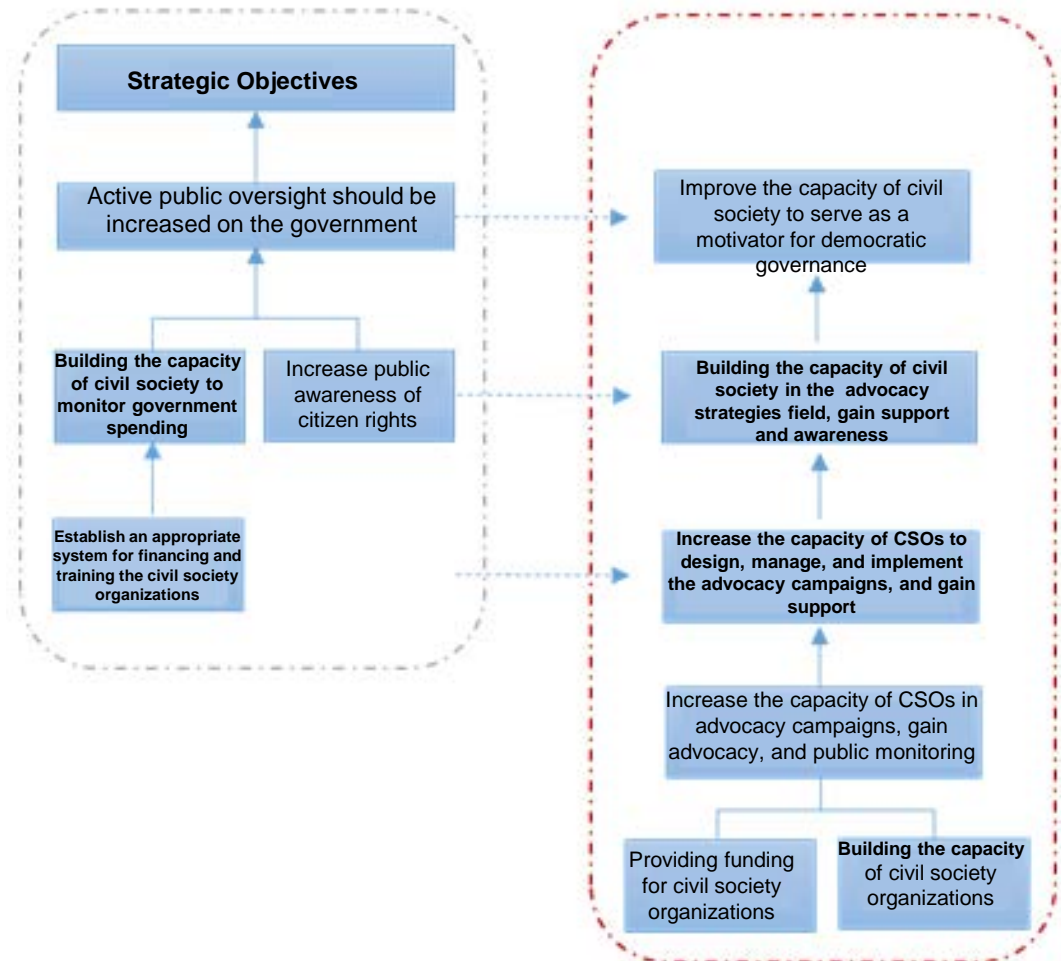 Strategic Objectives
Active public oversight should be
increased on the government
Building the capacity
of civil society to
monitor government
spending
Increase public
awareness of
citizen rights
Establish an appropriate
system for financing and
training the civil society
organizations
Improve the capacity of civil
society to serve as a
motivator for democratic
governance
Building the capacity of civil
society in the advocacy
strategies field, gain support
and awareness
Increase the capacity of CSOs to
design, manage, and implement
the advocacy campaigns, and gain
support
Increase the capacity of CSOs in
advocacy campaigns, gain
advocacy, and public monitoring
Providing funding
for civil society
organizations
Building the capacity
of civil society
organizations